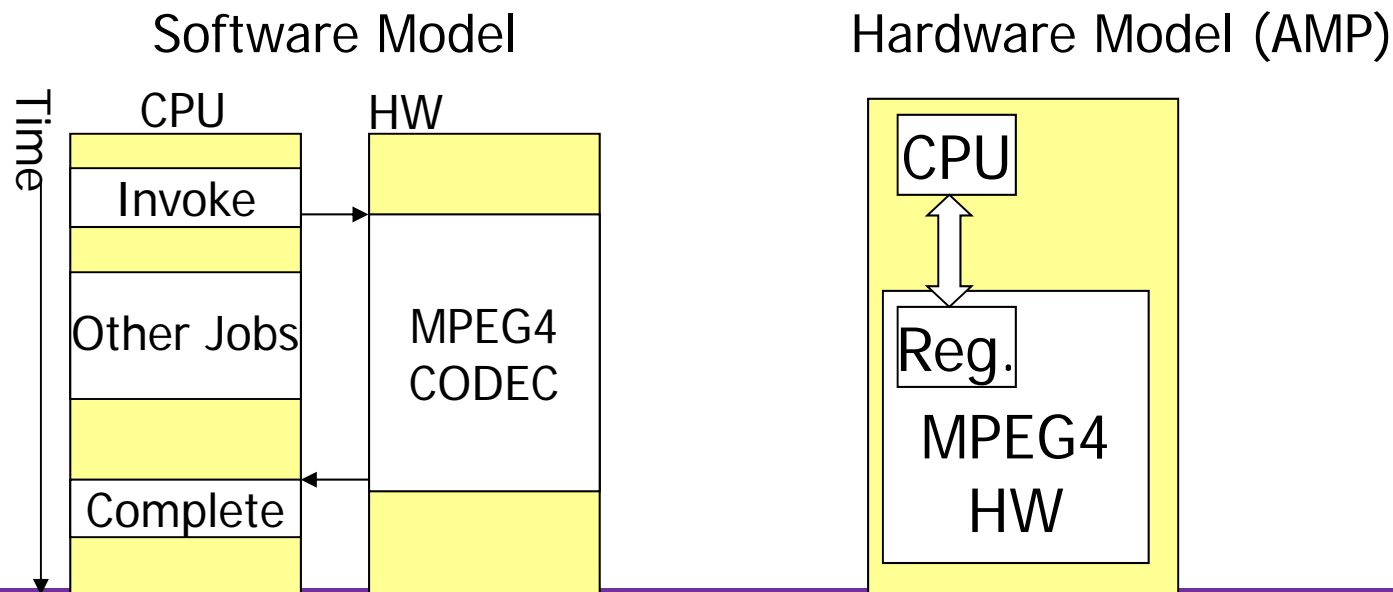 Software Model
Hardware Model (AMP)
Time
CPU
HW
Invoke
Other Jobs
MPEG4
CODEC
Complete
CPU
Reg.
MPEG4
HW